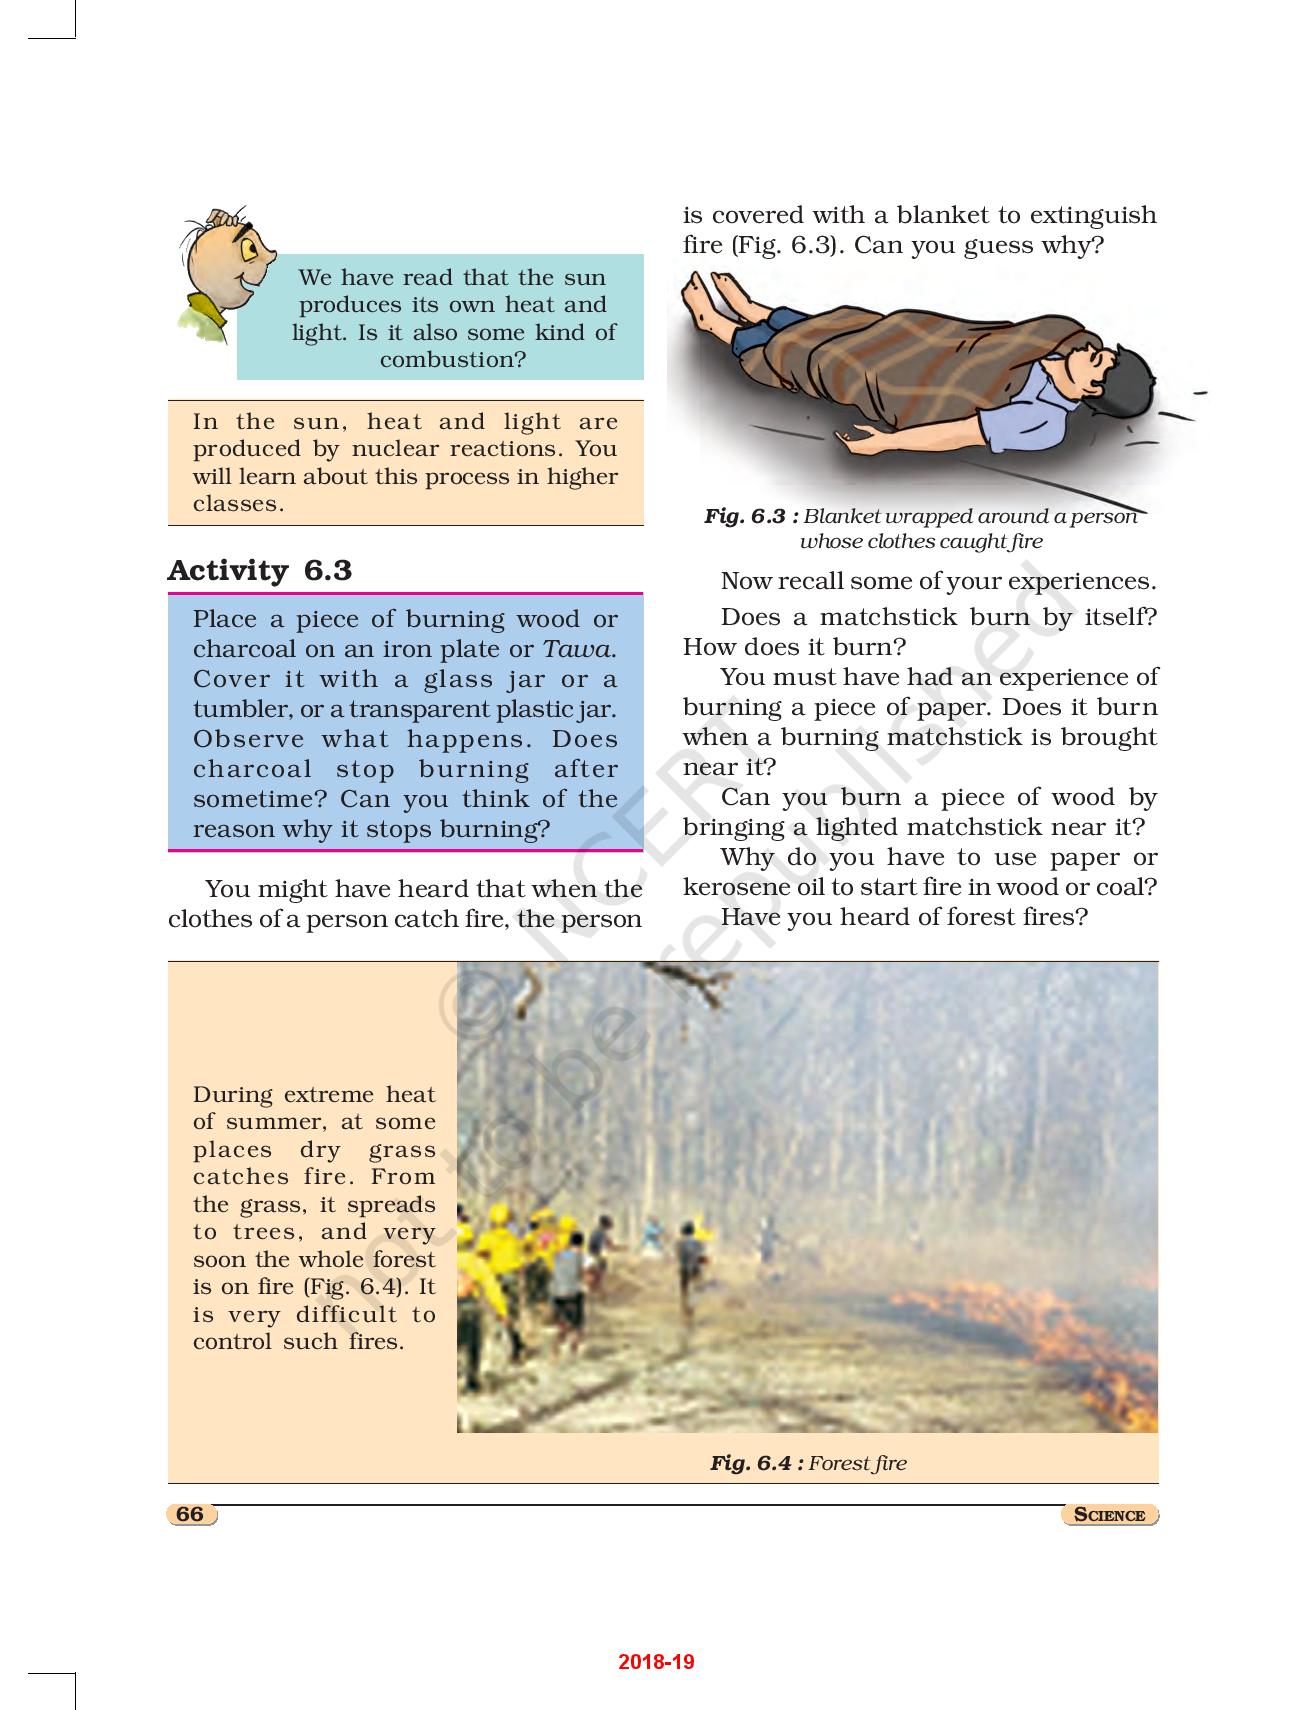 We have read that the sun
produces its own heat and
light. Is it also some kind of
combustion?
In the sun, heat and light are
produced by nuclear reactions. You
will learn about this process in higher
classes.
Activity 6.3
Place a piece of burning wood or
charcoal on an iron plate or Tawa.
Cover it with a glass jar or a
tumbler, or a transparent plastic jar.
Observe what happens. Does
charcoal stop burning after
sometime? Can you think of the
reason why it stops burning?
You might have heard that when the
clothes of a person catch fire, the person
is covered with a blanket to extinguish
fire (Fig. 6.3). Can you guess why?
Fig. 6.3 : Blanket wrapped around a person
whose clothes caught fire
Now recall some of your experiences.
Does a matchstick burn by itself?
How does it burn?
You must have had an experience of
burning a piece of paper. Does it burn
when a burning matchstick is brought
near it?
Can you burn a piece of wood by
bringing a lighted matchstick near it?
Why do you have to use paper or
kerosene oil to start fire in wood or coal?
Have you heard of forest fires?
During extreme heat
of summer, at some
places dry grass
catches fire. From
the grass, it spreads
to trees, and very
soon the whole forest
is on fire (Fig. 6.4). It
is very difficult to
control such fires.
Fig. 6.4 : Forest fire
66
SCIENCE
2018-19
© NCERT
not to be republished